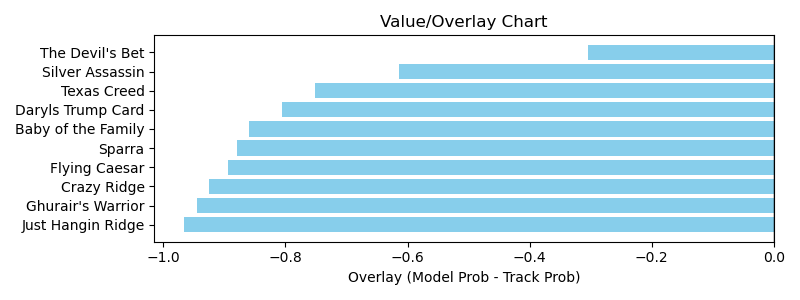 Value/Overlay Chart
The Devil's Bet
Silver Assassin
Texas Creed
Daryls Trump Card
Baby of the Family
Sparra
Flying Caesar
Crazy Ridge
Ghurair's Warrior
Just Hangin Ridge
−1.0 −0.8 −0.6 −0.4 −0.2 0.0
Overlay (Model Prob - Track Prob)